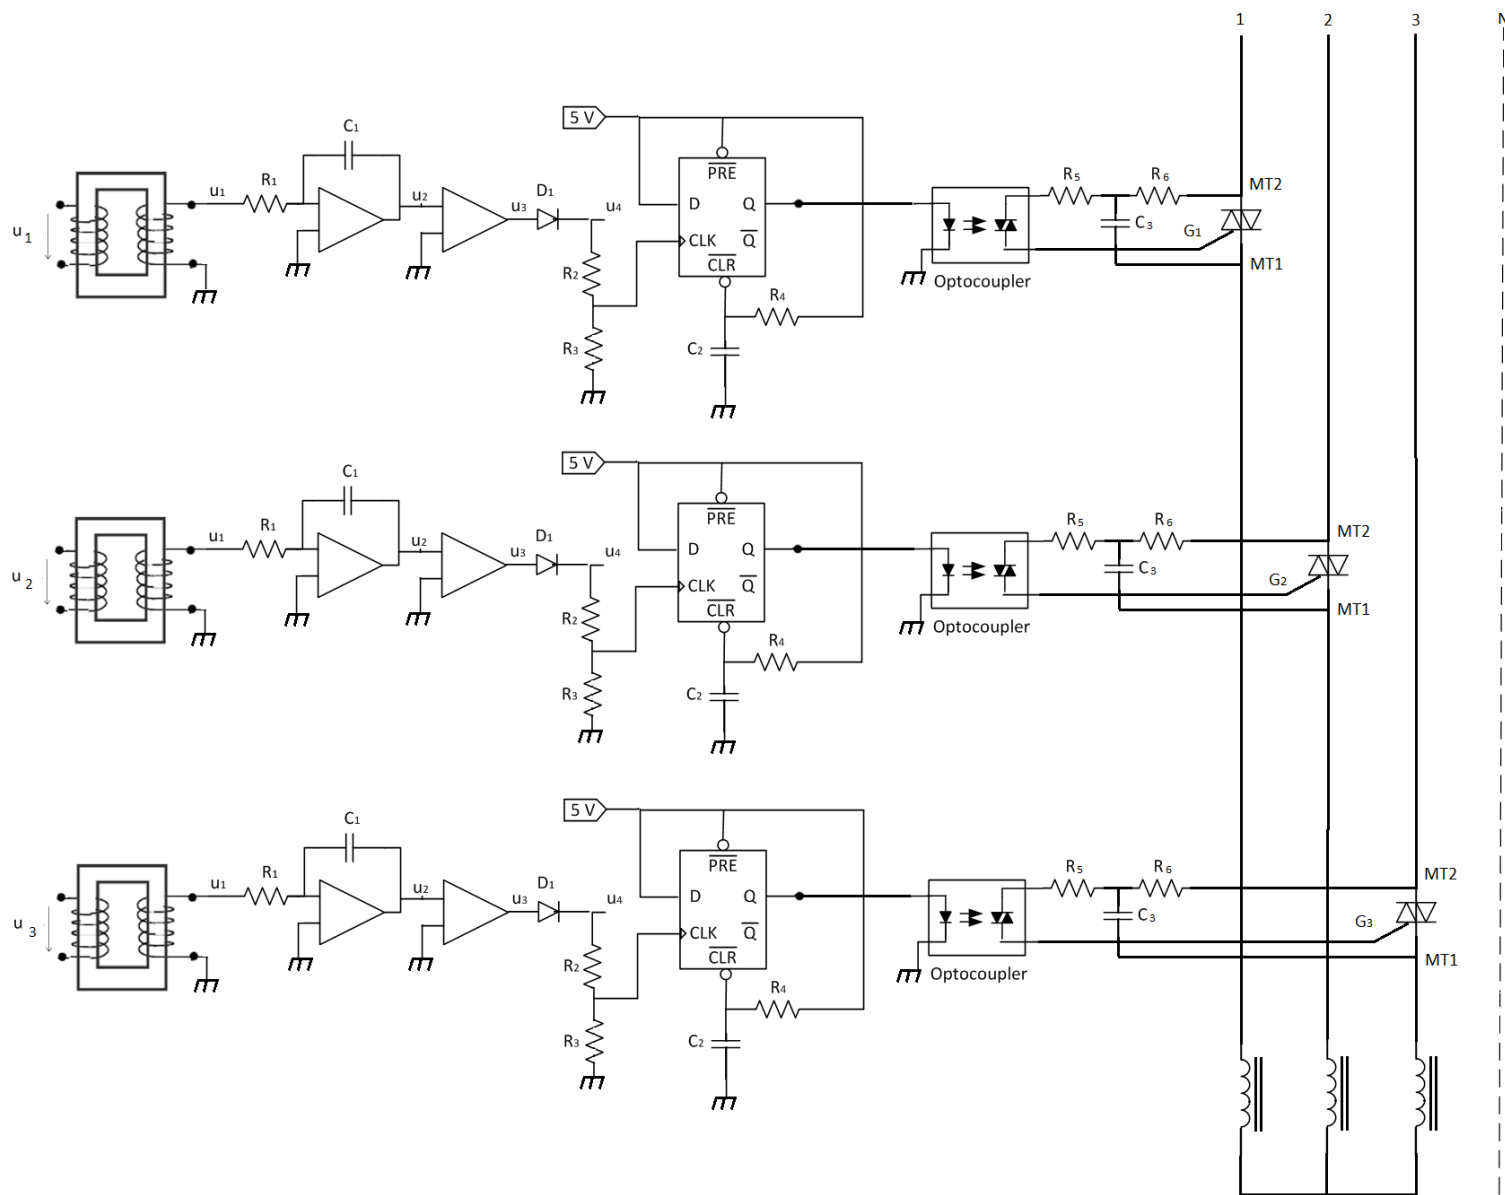 1 2 3 N
5 V
C₁
u₁ R₁ u₂ u₃ D₁ u₄
u ₁
PRE
D Q
CLK Q
CLR
R₂
R₃
R₄
C₂
Optocoupler
R₅ R₆
C₃
MT2
G₁
MT1
5 V
C₁
u₁ R₁ u₂ u₃ D₁ u₄
u ₂
PRE
D Q
CLK Q
CLR
R₂
R₃
R₄
C₂
Optocoupler
R₅ R₆
C₃
MT2
G₂
MT1
5 V
C₁
u₁ R₁ u₂ u₃ D₁ u₄
u ₃
PRE
D Q
CLK Q
CLR
R₂
R₃
R₄
C₂
Optocoupler
R₅ R₆
C₃
MT2
G₃
MT1